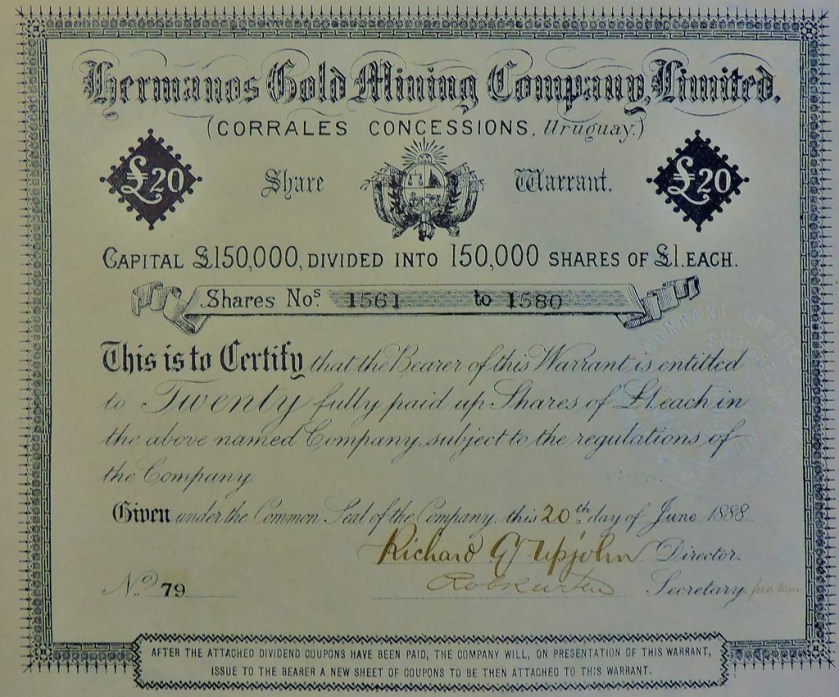 Hermanos Gold Mining Company, Limited.
(CORRALES CONCESSIONS, Uruguay.)
£20 Share Warrant. £20
CAPITAL £150,000, DIVIDED INTO 150,000 SHARES OF £1. EACH.
Shares Nos. 1561 to 1580
This is to Certify that the Bearer of this Warrant is entitled
to Twenty fully paid up Shares of £1 each in
the above named Company, subject to the regulations of
the Company.
Given under the Common Seal of the Company, this 20th day of June 1888
Richard G Upjohn Director.
No. 79 Secretary, pro tem
AFTER THE ATTACHED DIVIDEND COUPONS HAVE BEEN PAID, THE COMPANY WILL, ON PRESENTATION OF THIS WARRANT,
ISSUE TO THE BEARER A NEW SHEET OF COUPONS TO BE THEN ATTACHED TO THIS WARRANT.